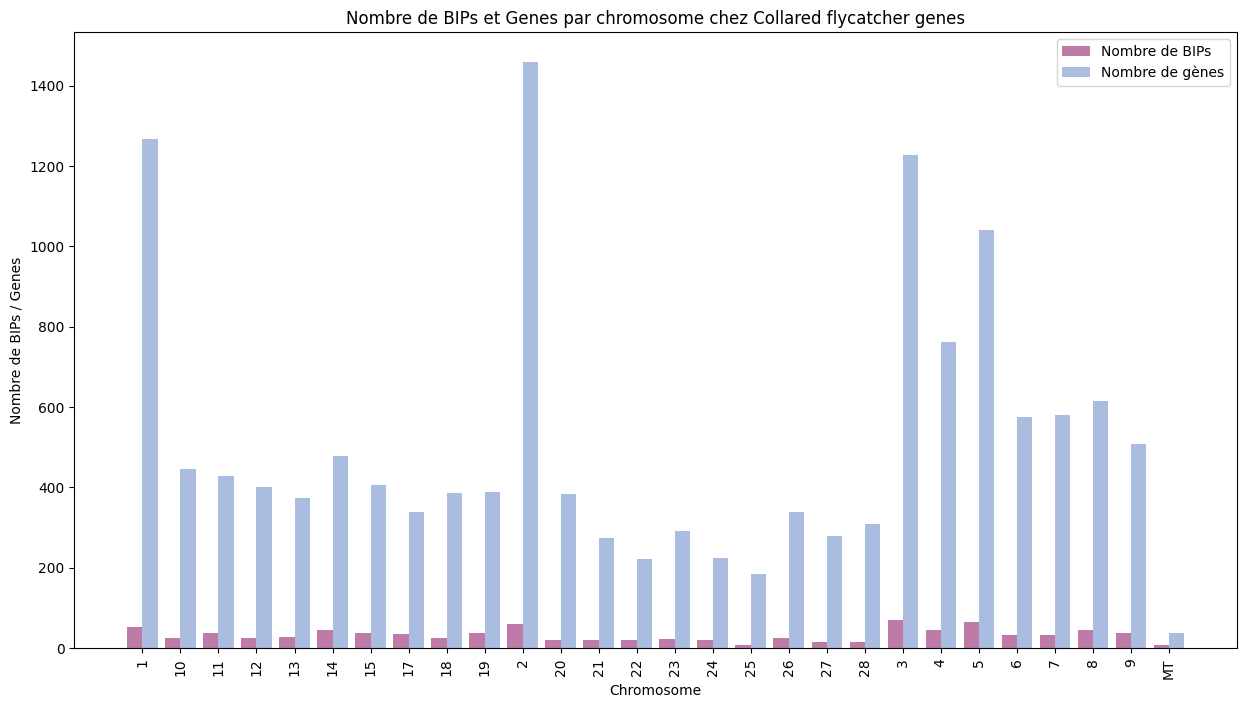 Nombre de BIPs et Genes par chromosome chez Collared flycatcher genes
Nombre de BIPs
Nombre de gènes
Nombre de BIPs / Genes
1400
1200
1000
800
600
400
200
0
1 10 11 12 13 14 15 17 18 19 2 20 21 22 23 24 25 26 27 28 3 4 5 6 7 8 9 MT
Chromosome